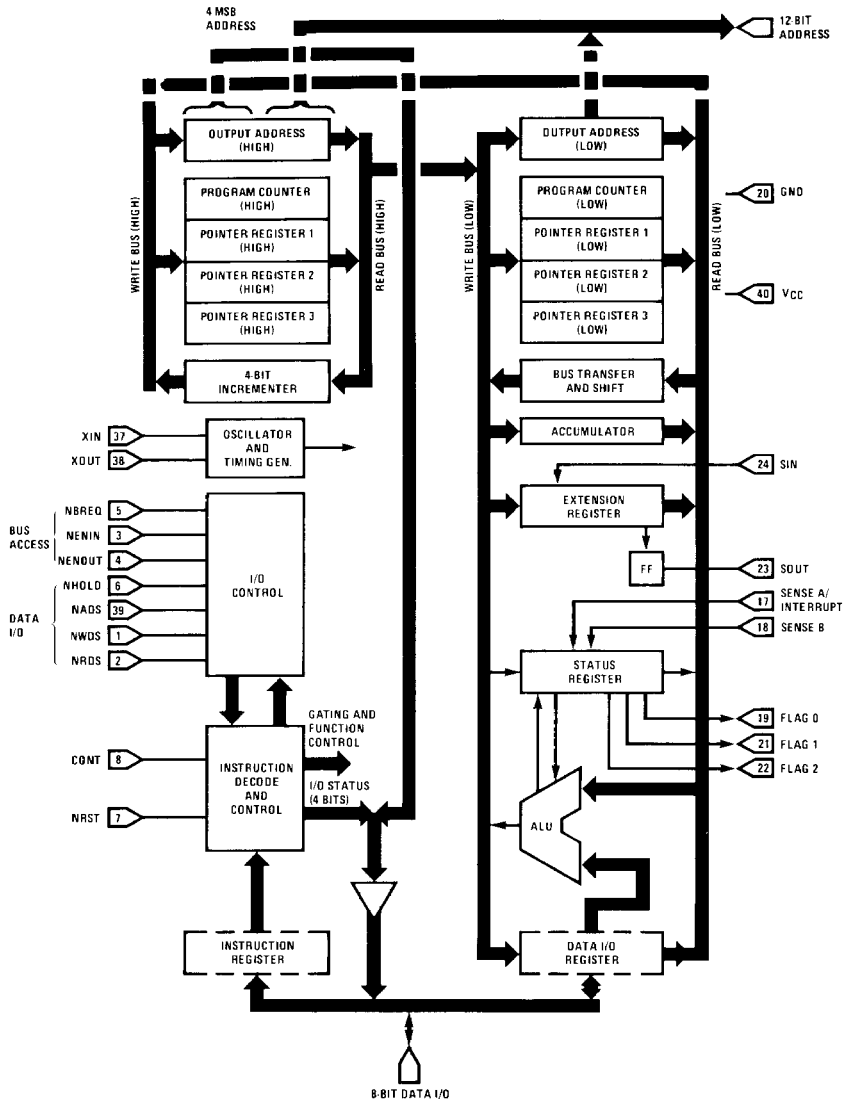 4 MSB
ADDRESS
12-BIT
ADDRESS
OUTPUT ADDRESS
(HIGH)
OUTPUT ADDRESS
(LOW)
WRITE BUS (HIGH)
PROGRAM COUNTER
(HIGH)
POINTER REGISTER 1
(HIGH)
POINTER REGISTER 2
(HIGH)
POINTER REGISTER 3
(HIGH)
READ BUS (HIGH)
WRITE BUS (LOW)
PROGRAM COUNTER
(LOW)
POINTER REGISTER 1
(LOW)
POINTER REGISTER 2
(LOW)
POINTER REGISTER 3
(LOW)
READ BUS (LOW)
20 GND
40 VCC
4-BIT
INCREMENTER
BUS TRANSFER
AND SHIFT
XIN 37
XOUT 38
OSCILLATOR
AND
TIMING GEN.
ACCUMULATOR
24 SIN
EXTENSION
REGISTER
FF
23 SOUT
BUS
ACCESS
NBREQ 5
NENIN 3
NENOUT 4
DATA
I/O
NHOLD 6
NADS 39
NWDS 1
NRDS 2
I/O
CONTROL
17 SENSE A/
INTERRUPT
18 SENSE B
STATUS
REGISTER
19 FLAG 0
21 FLAG 1
22 FLAG 2
GATING AND
FUNCTION
CONTROL
CONT 8
NRST 7
INSTRUCTION
DECODE
AND
CONTROL
I/O STATUS
(4 BITS)
ALU
INSTRUCTION
REGISTER
DATA I/O
REGISTER
8-BIT DATA I/O